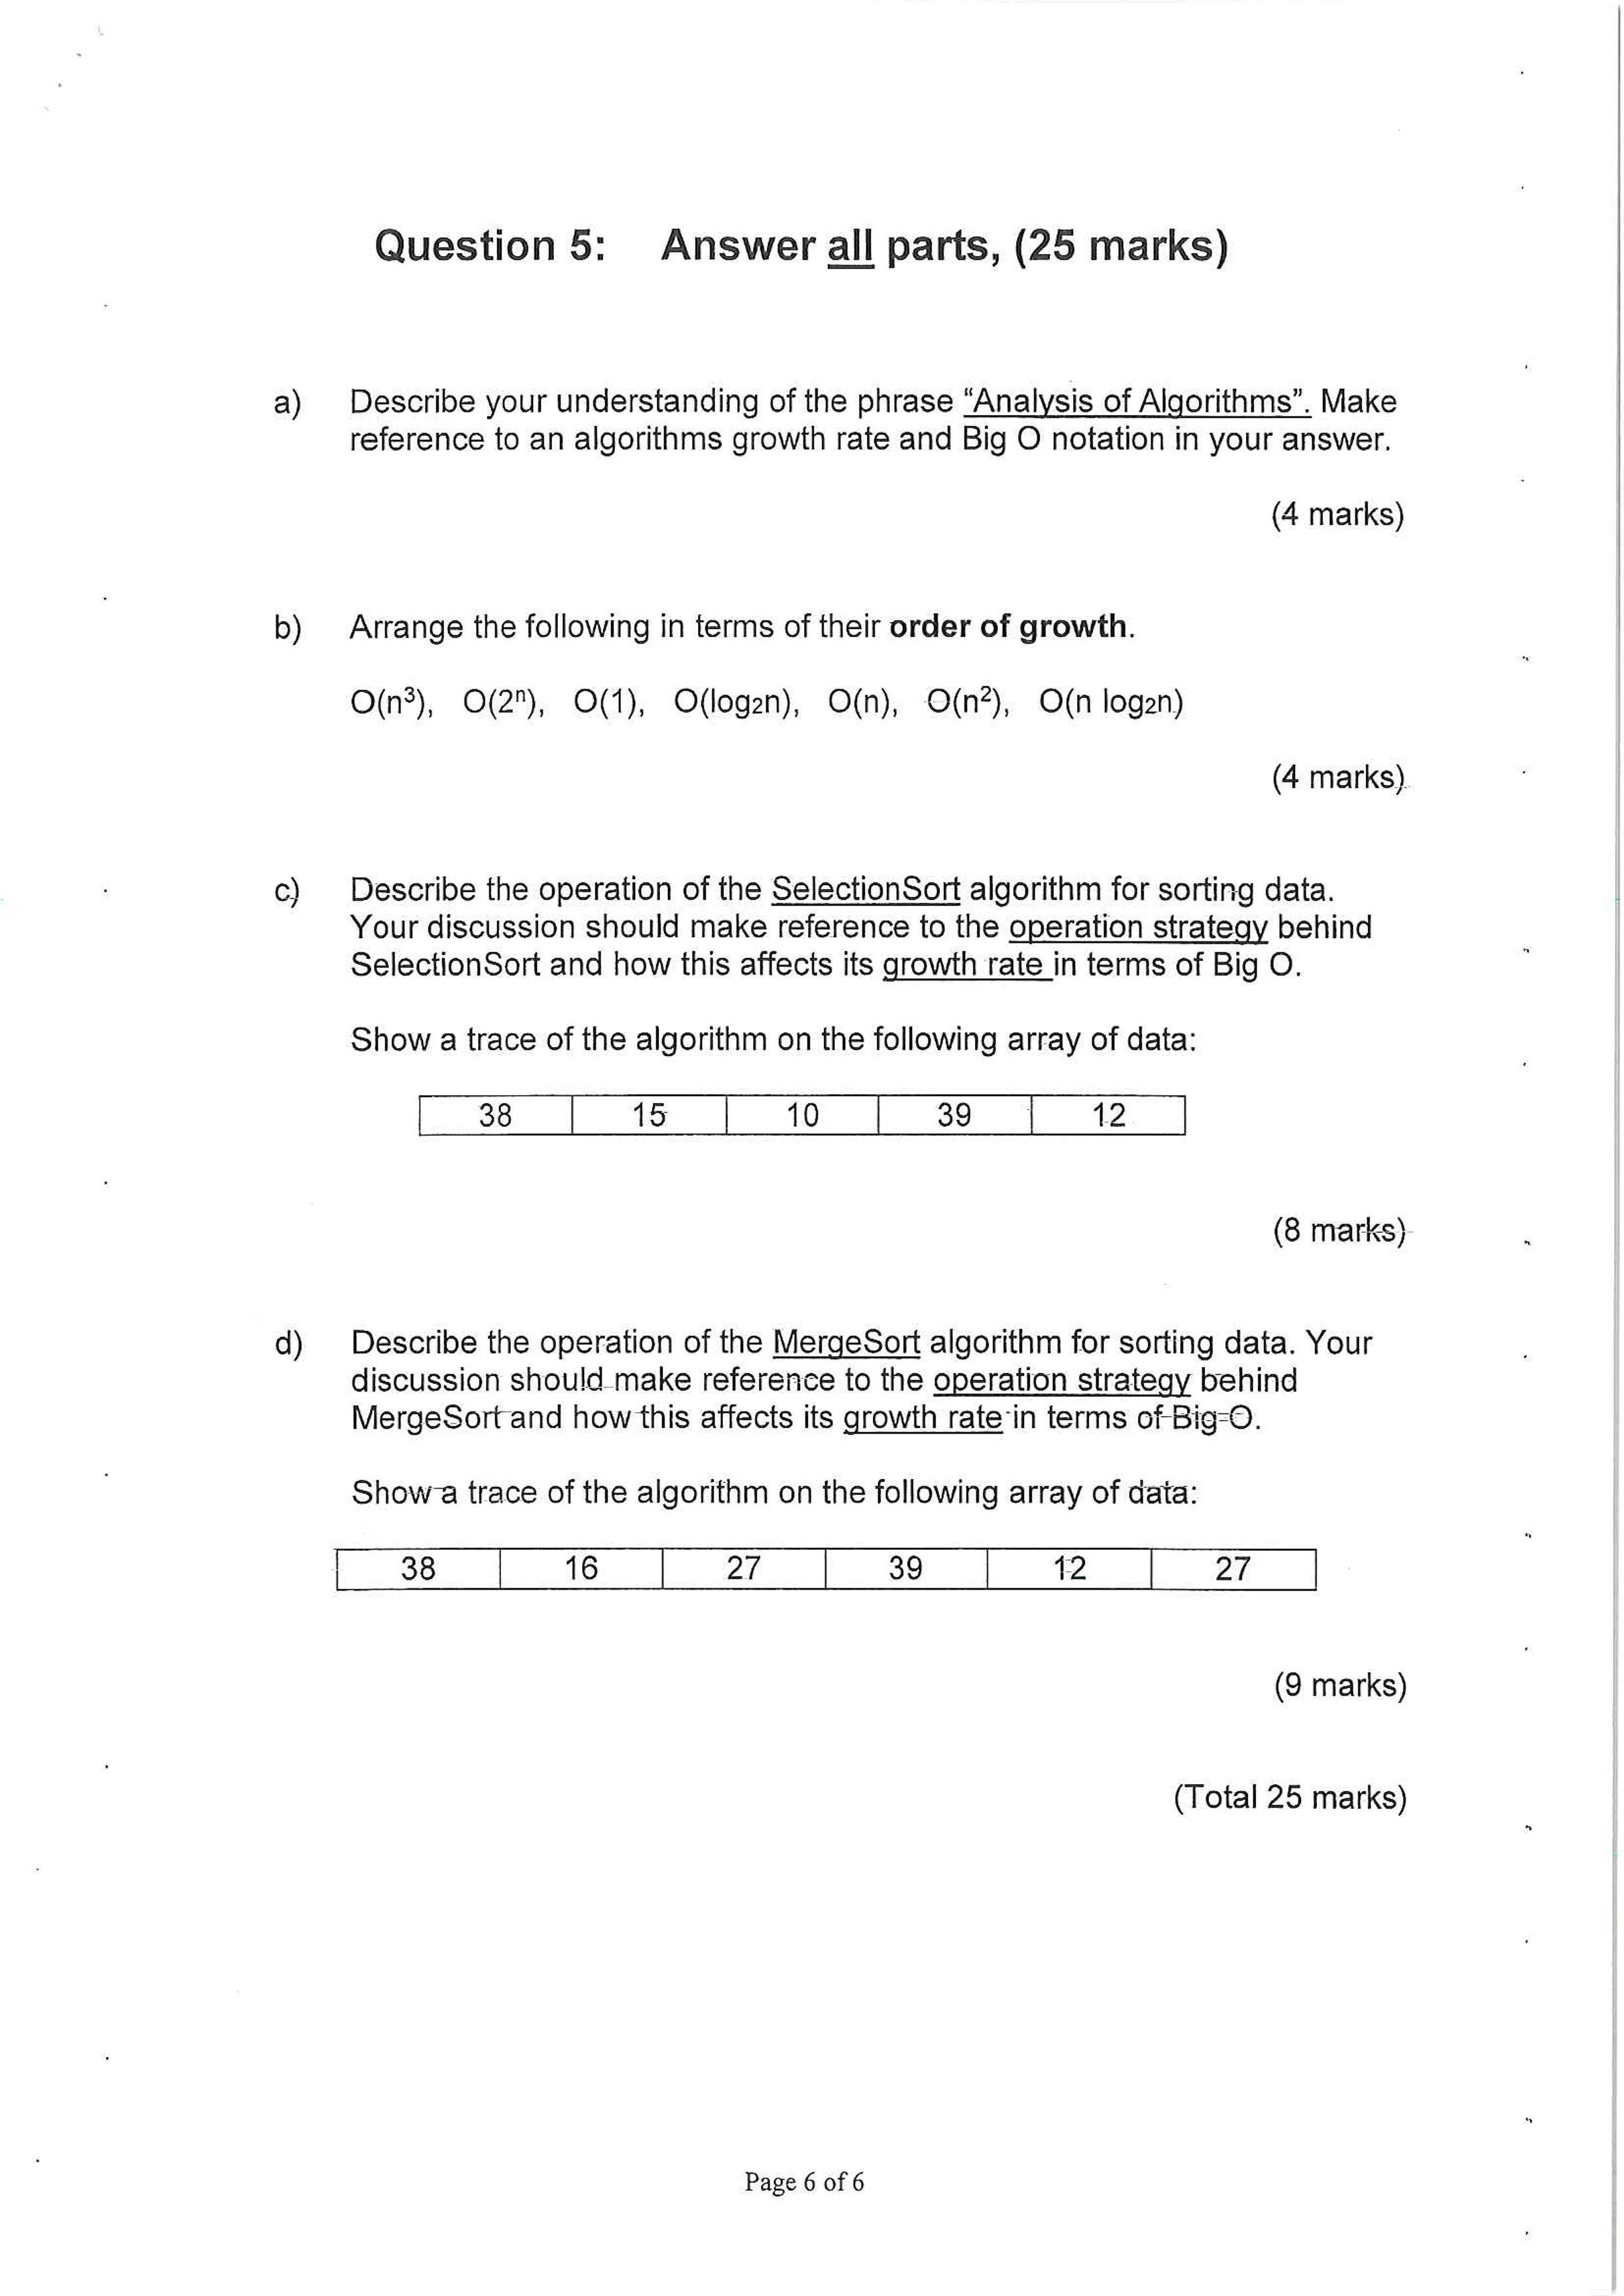 Question 5: Answer all parts, (25 marks)
a) Describe your understanding of the phrase “Analysis of Algorithms”. Make
reference to an algorithms growth rate and Big O notation in your answer.
(4 marks)
b) Arrange the following in terms of their order of growth.
O(n³), O(2ⁿ), O(1), O(log₂n), O(n), O(n²), O(n log₂n)
(4 marks)
c) Describe the operation of the SelectionSort algorithm for sorting data.
Your discussion should make reference to the operation strategy behind
SelectionSort and how this affects its growth rate in terms of Big O.
Show a trace of the algorithm on the following array of data:
38 15 10 39 12
(8 marks)
d) Describe the operation of the MergeSort algorithm for sorting data. Your
discussion should make reference to the operation strategy behind
MergeSort and how this affects its growth rate in terms of Big O.
Show a trace of the algorithm on the following array of data:
38 16 27 39 12 27
(9 marks)
(Total 25 marks)
Page 6 of 6